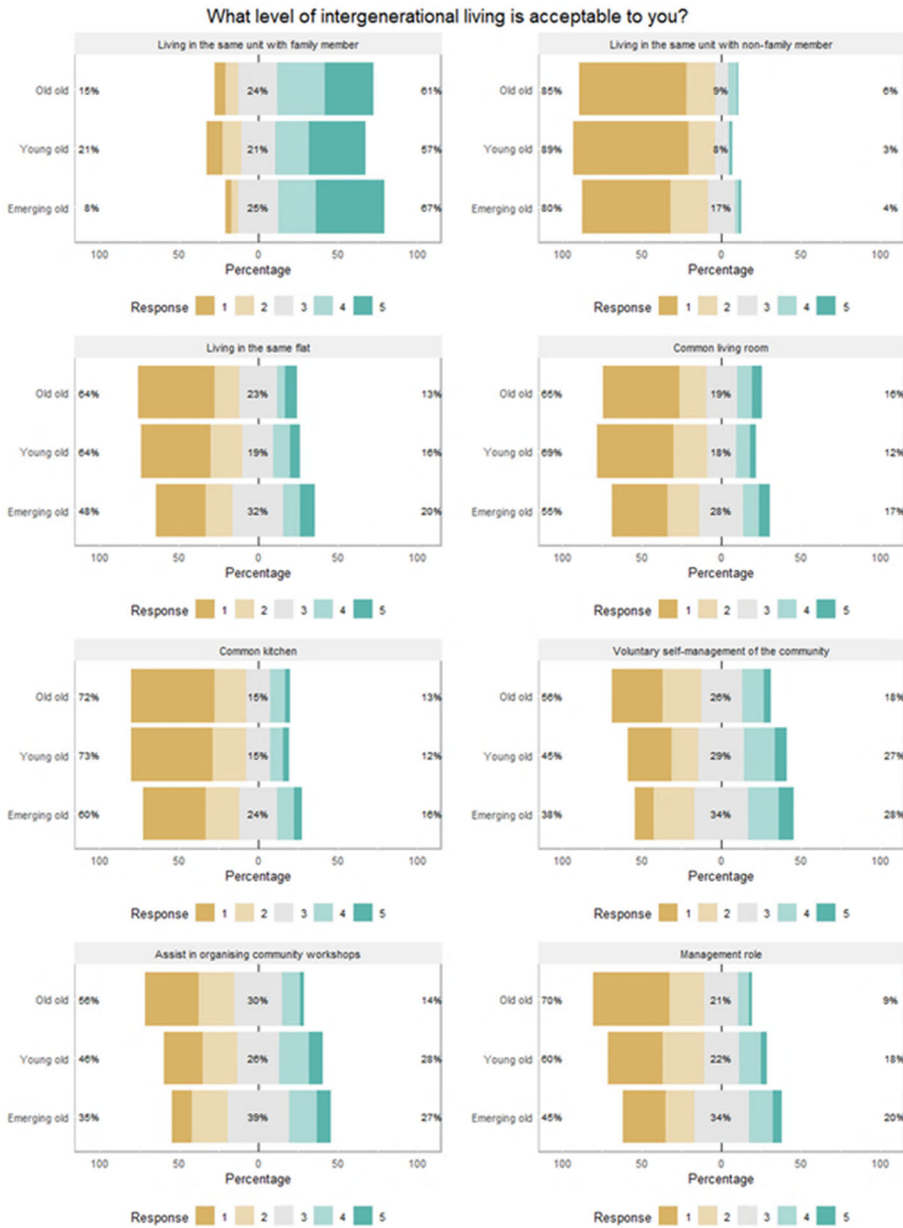 What level of intergenerational living is acceptable to you?
Living in the same unit with family member
Old old 15% 24% 61%
Young old 21% 21% 57%
Emerging old 8% 25% 67%
100 50 0 50 100
Percentage
Response 1 2 3 4 5
Living in the same unit with non-family member
Old old 85% 9% 6%
Young old 89% 8% 3%
Emerging old 80% 17% 4%
100 50 0 50 100
Percentage
Response 1 2 3 4 5
Living in the same flat
Old old 64% 23% 13%
Young old 64% 19% 16%
Emerging old 48% 32% 20%
100 50 0 50 100
Percentage
Response 1 2 3 4 5
Common living room
Old old 65% 19% 16%
Young old 69% 18% 12%
Emerging old 55% 28% 17%
100 50 0 50 100
Percentage
Response 1 2 3 4 5
Common kitchen
Old old 72% 15% 13%
Young old 73% 15% 12%
Emerging old 60% 24% 16%
100 50 0 50 100
Percentage
Response 1 2 3 4 5
Voluntary self-management of the community
Old old 56% 26% 18%
Young old 45% 29% 27%
Emerging old 38% 34% 28%
100 50 0 50 100
Percentage
Response 1 2 3 4 5
Assist in organising community workshops
Old old 56% 30% 14%
Young old 46% 26% 28%
Emerging old 35% 39% 27%
100 50 0 50 100
Percentage
Response 1 2 3 4 5
Management role
Old old 70% 21% 9%
Young old 60% 22% 18%
Emerging old 45% 34% 20%
100 50 0 50 100
Percentage
Response 1 2 3 4 5